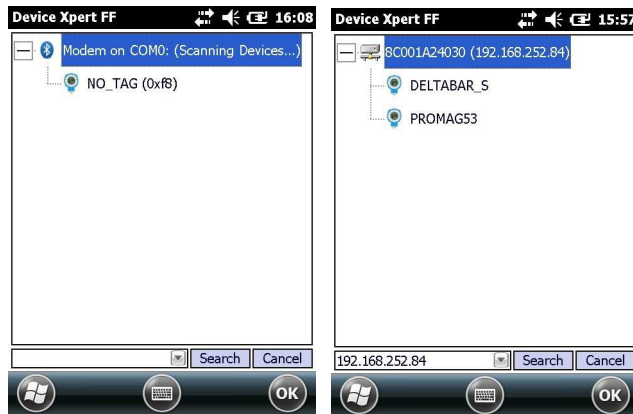 Device Xpert FF 16:08
Modem on COM0: (Scanning Devices...)
NO_TAG (0xf8)
Search Cancel
OK
Device Xpert FF 15:57
8C001A24030 (192.168.252.84)
DELTABAR_S
PROMAG53
192.168.252.84 Search Cancel
OK